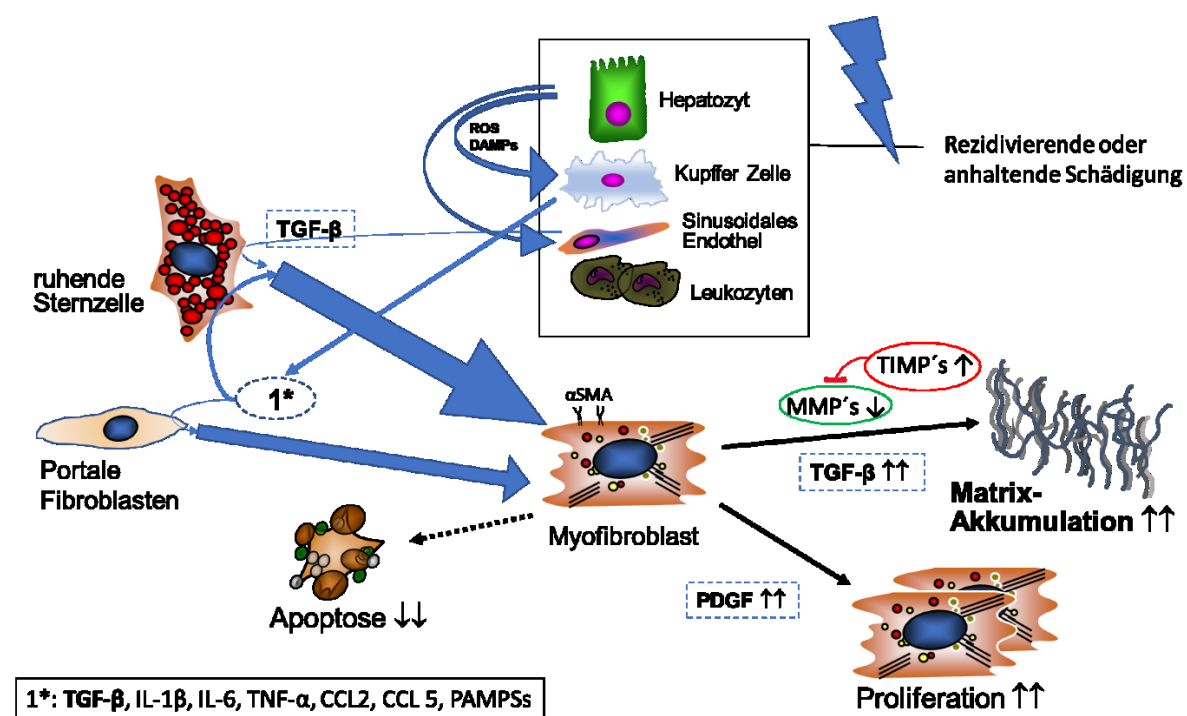 Hepatozyt
ROS
DAMPs
Kupffer Zelle
Sinusoidales
Endothel
Leukozyten
Rezidivierende oder
anhaltende Schädigung
TGF-β
ruhende
Sternzelle
1*
Portale
Fibroblasten
αSMA
Myofibroblast
TIMP´s ↑
MMP´s ↓
TGF-β ↑↑
Matrix-
Akkumulation ↑↑
Apoptose ↓↓
PDGF ↑↑
Proliferation ↑↑
1*: TGF-β, IL-1β, IL-6, TNF-α, CCL2, CCL 5, PAMPSs